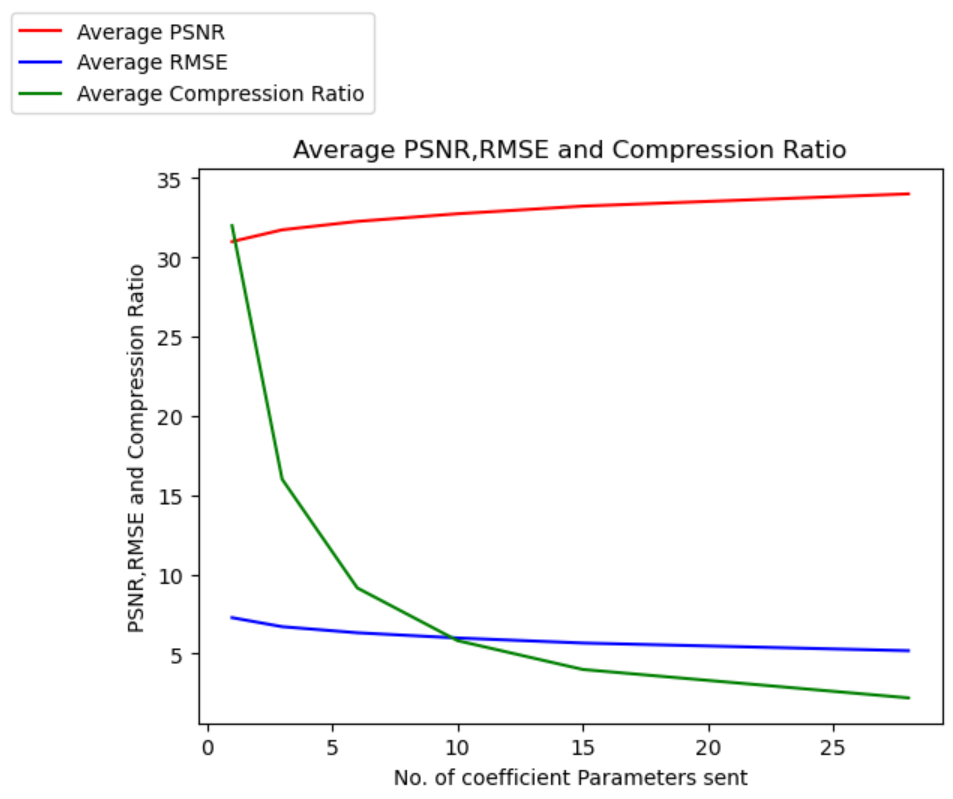 Average PSNR
Average RMSE
Average Compression Ratio
Average PSNR,RMSE and Compression Ratio
PSNR,RMSE and Compression Ratio
35
30
25
20
15
10
5
0 5 10 15 20 25
No. of coefficient Parameters sent